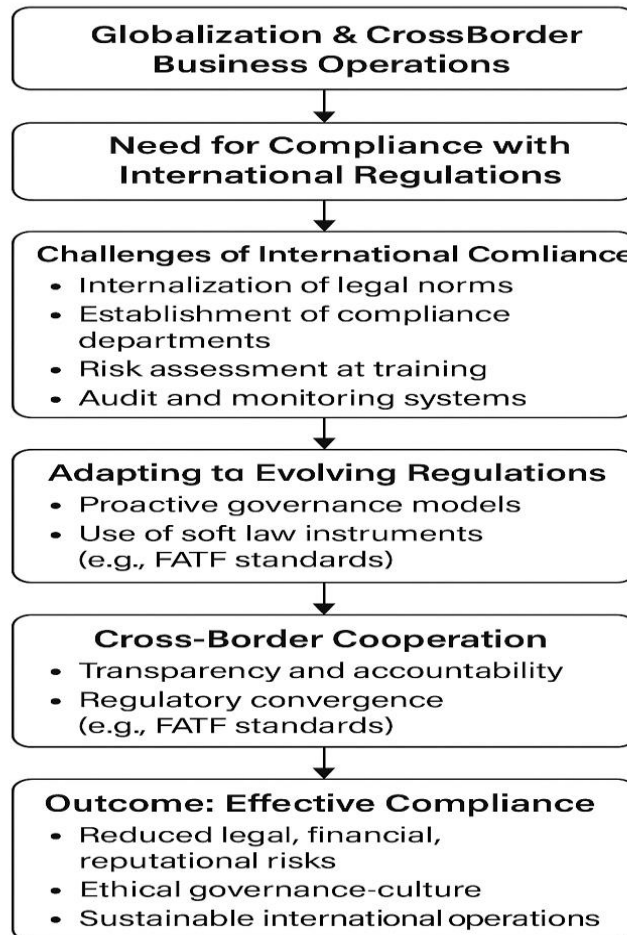 Globalization & CrossBorder
Business Operations
Need for Compliance with
International Regulations
Challenges of International Comliance
• Internalization of legal norms
• Establishment of compliance
departments
• Risk assessment at training
• Audit and monitoring systems
Adapting ta Evolving Regulations
• Proactive governance models
• Use of soft law instruments
(e.g., FATF standards)
Cross-Border Cooperation
• Transparency and accountability
• Regulatory convergence
(e.g., FATF standards)
Outcome: Effective Compliance
• Reduced legal, financial,
reputational risks
• Ethical governance-culture
• Sustainable international operations